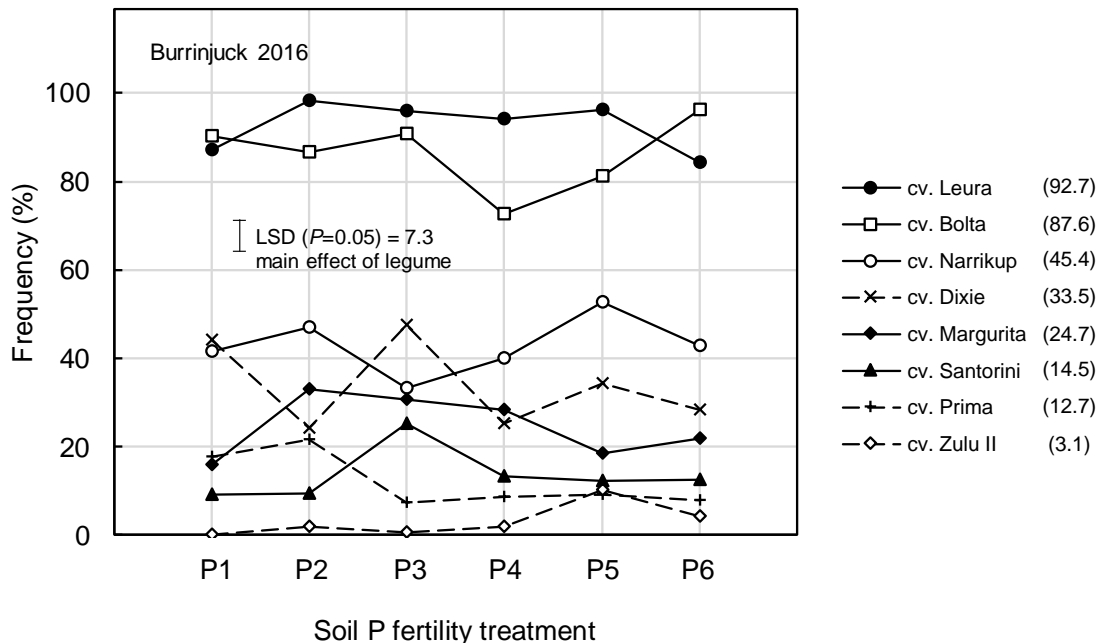 Burrinjuck 2016
100
80
60
40
20
0
Frequency (%)
LSD (P=0.05) = 7.3
main effect of legume
P1 P2 P3 P4 P5 P6
Soil P fertility treatment
cv. Leura (92.7)
cv. Bolta (87.6)
cv. Narrikup (45.4)
cv. Dixie (33.5)
cv. Margurita (24.7)
cv. Santorini (14.5)
cv. Prima (12.7)
cv. Zulu II (3.1)